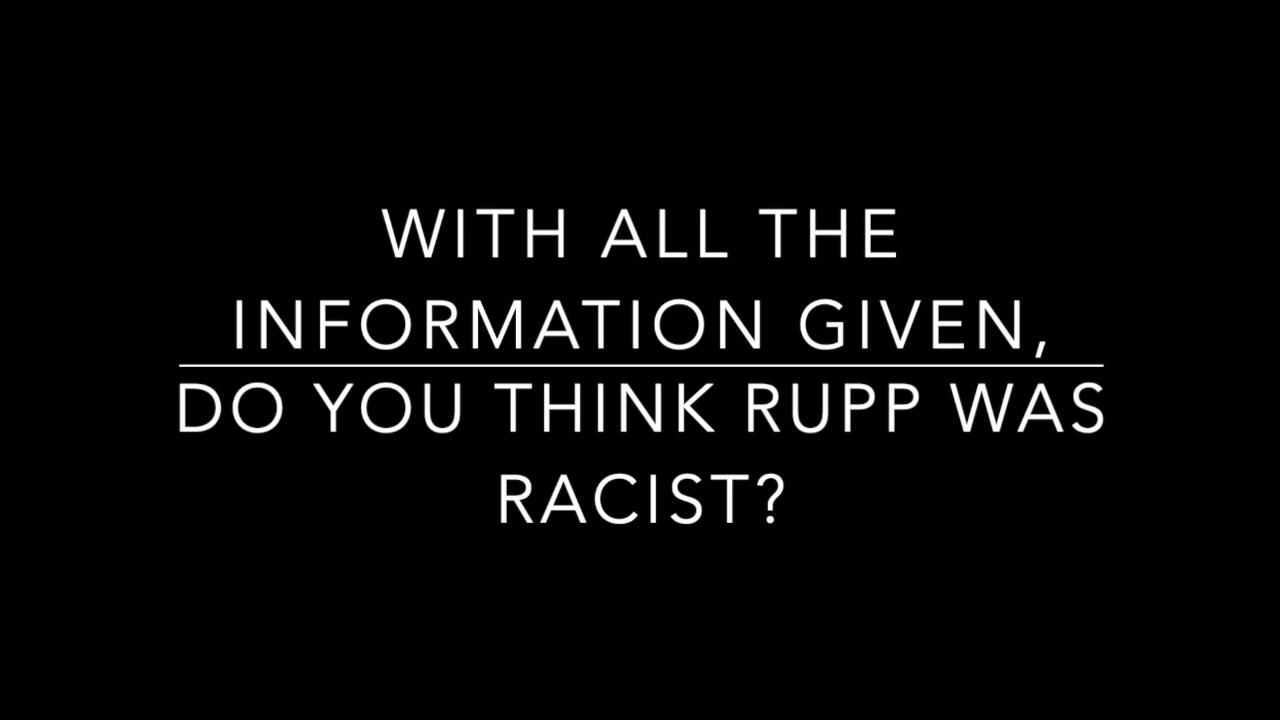 WITH ALL THE
INFORMATION GIVEN,
DO YOU THINK RUPP WAS
RACIST?